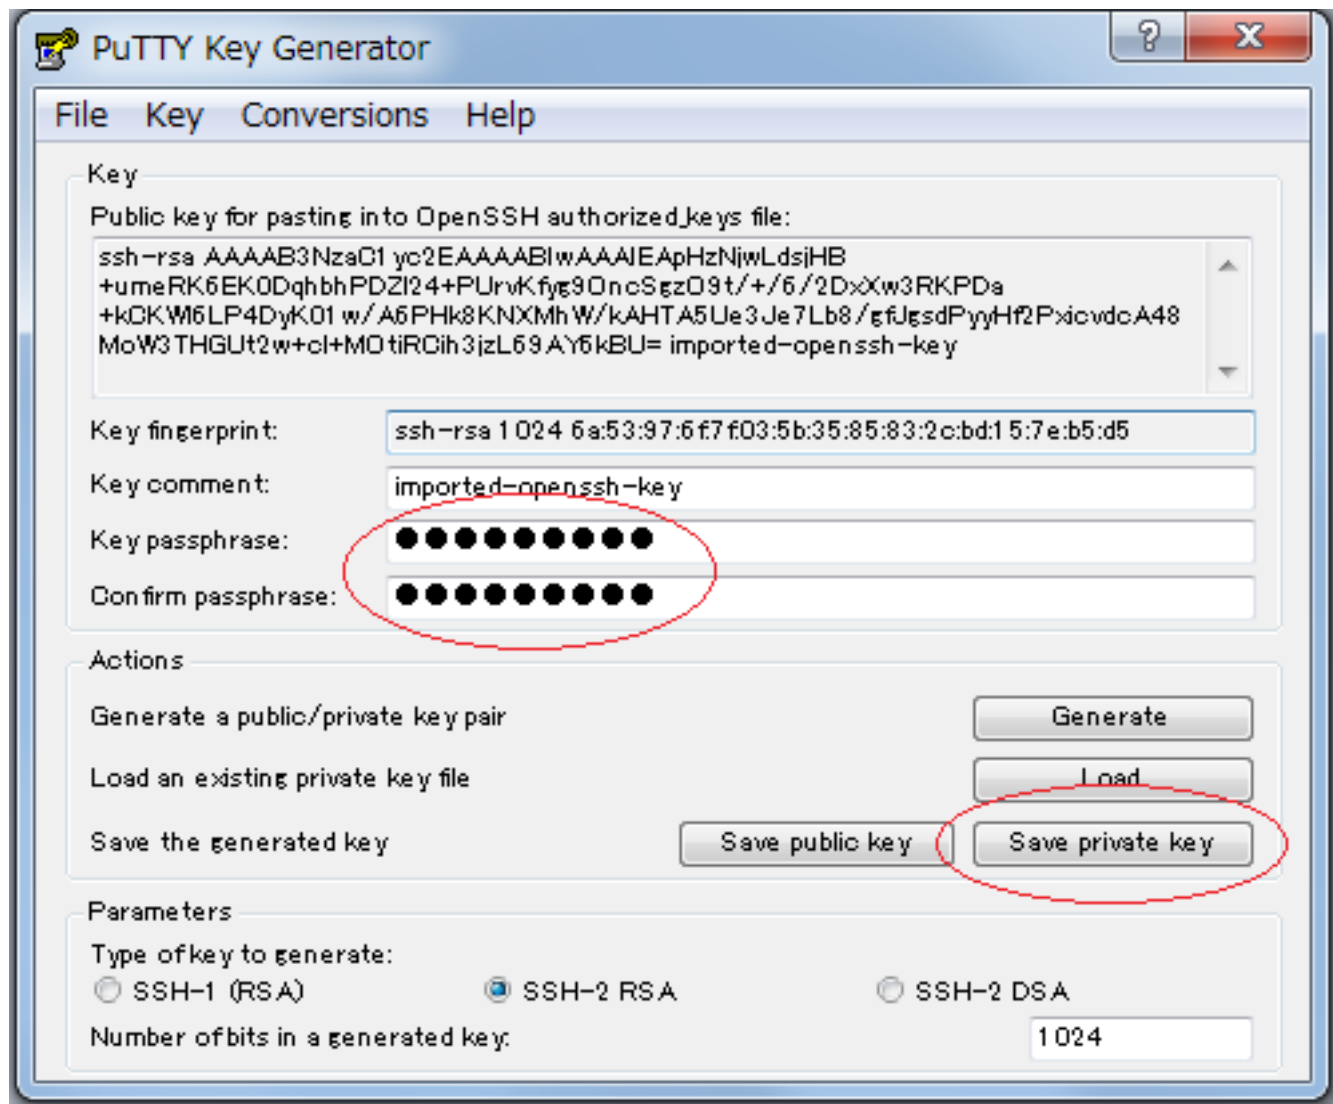 PuTTY Key Generator
File Key Conversions Help
Key
Public key for pasting into OpenSSH authorized_keys file:
ssh-rsa AAAAB3NzaC1yc2EAAAABIwAAAIEApHzNjwLdsjHB
+umeRK6EK0DqhbhPDZl24+PUrvKfyg9OncSgzO9t/+/6/2DxXw3RKPDa
+kCKWl6LP4DyK01w/A6PHk8KNXMhW/kAHTA5Ue3Je7Lb8/gfJgsdPyyHf2PxicvdcA48
MoW3THGUt2w+cl+MOtiRCih3jzL69AY6kBU= imported-openssh-key
Key fingerprint:
ssh-rsa 1024 6a:53:97:6f:7f:03:5b:35:85:83:2c:bd:15:7e:b5:d5
Key comment:
imported-openssh-key
Key passphrase:
●●●●●●●●●
Confirm passphrase:
●●●●●●●●●
Actions
Generate a public/private key pair
Generate
Load an existing private key file
Load
Save the generated key
Save public key
Save private key
Parameters
Type of key to generate:
SSH-1 (RSA)
SSH-2 RSA
SSH-2 DSA
Number of bits in a generated key:
1024